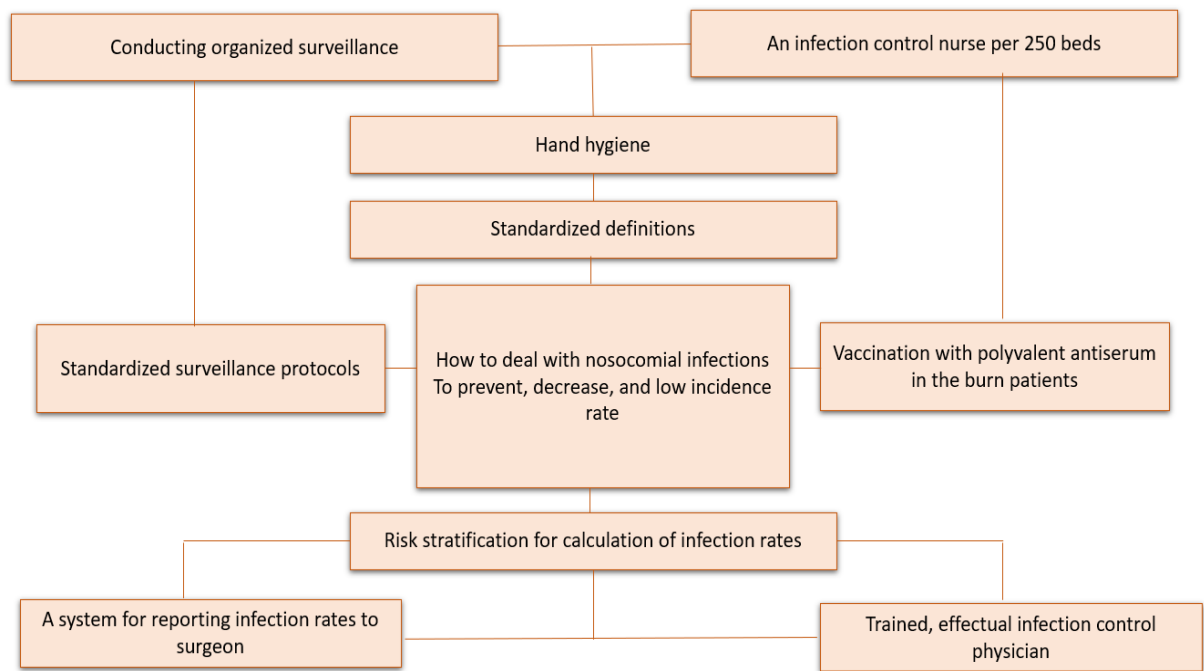 Conducting organized surveillance
An infection control nurse per 250 beds
Hand hygiene
Standardized definitions
Standardized surveillance protocols
How to deal with nosocomial infections
To prevent, decrease, and low incidence
rate
Vaccination with polyvalent antiserum
in the burn patients
Risk stratification for calculation of infection rates
A system for reporting infection rates to
surgeon
Trained, effectual infection control
physician